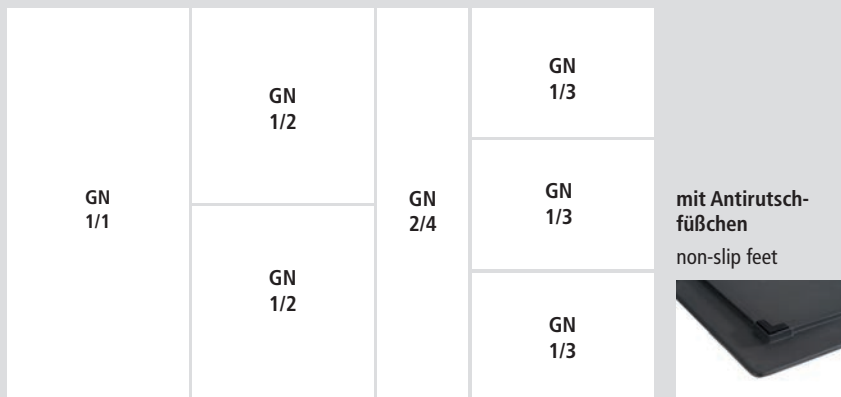 GN
1/1
GN
1/2
GN
1/2
GN
2/4
GN
1/3
GN
1/3
GN
1/3
mit Antirutsch-
füßchen
non-slip feet